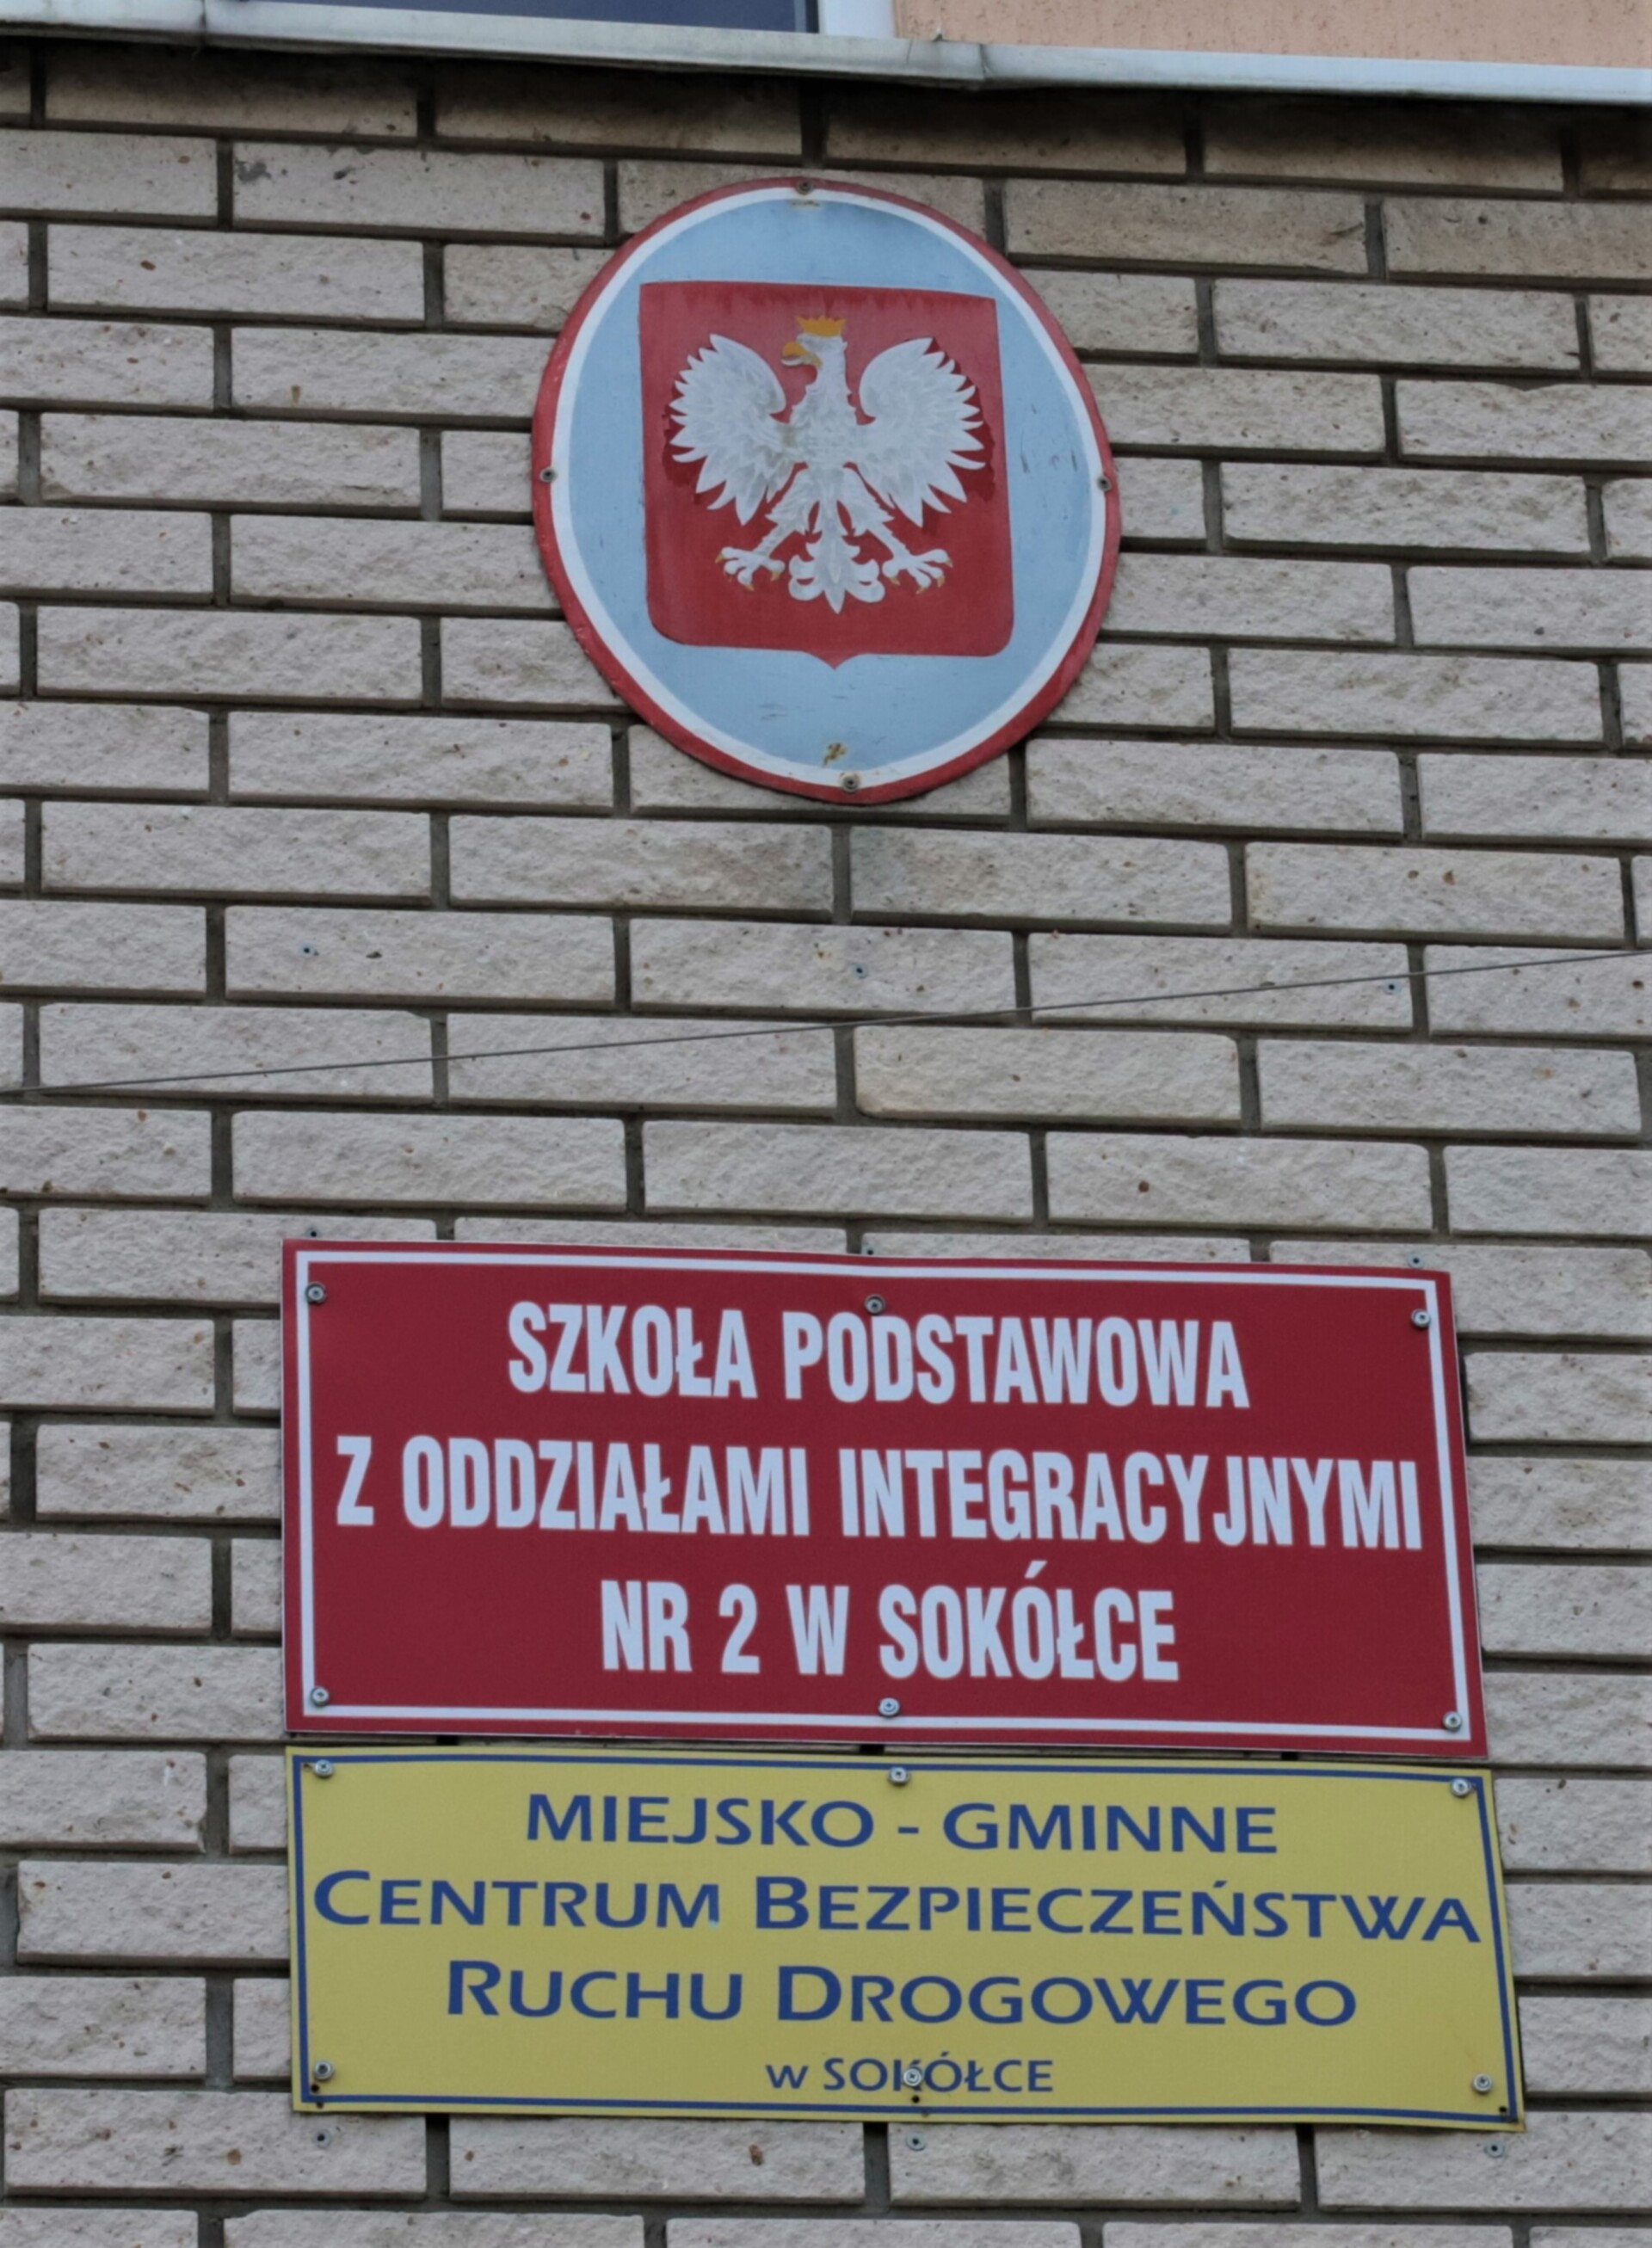 SZKOŁA PODSTAWOWA
Z ODDZIAŁAMI INTEGRACYJNYMI
NR 2 W SOKÓŁCE
MIEJSKO - GMINNE
CENTRUM BEZPIECZEŃSTWA
RUCHU DROGOWEGO
W SOKÓŁCE